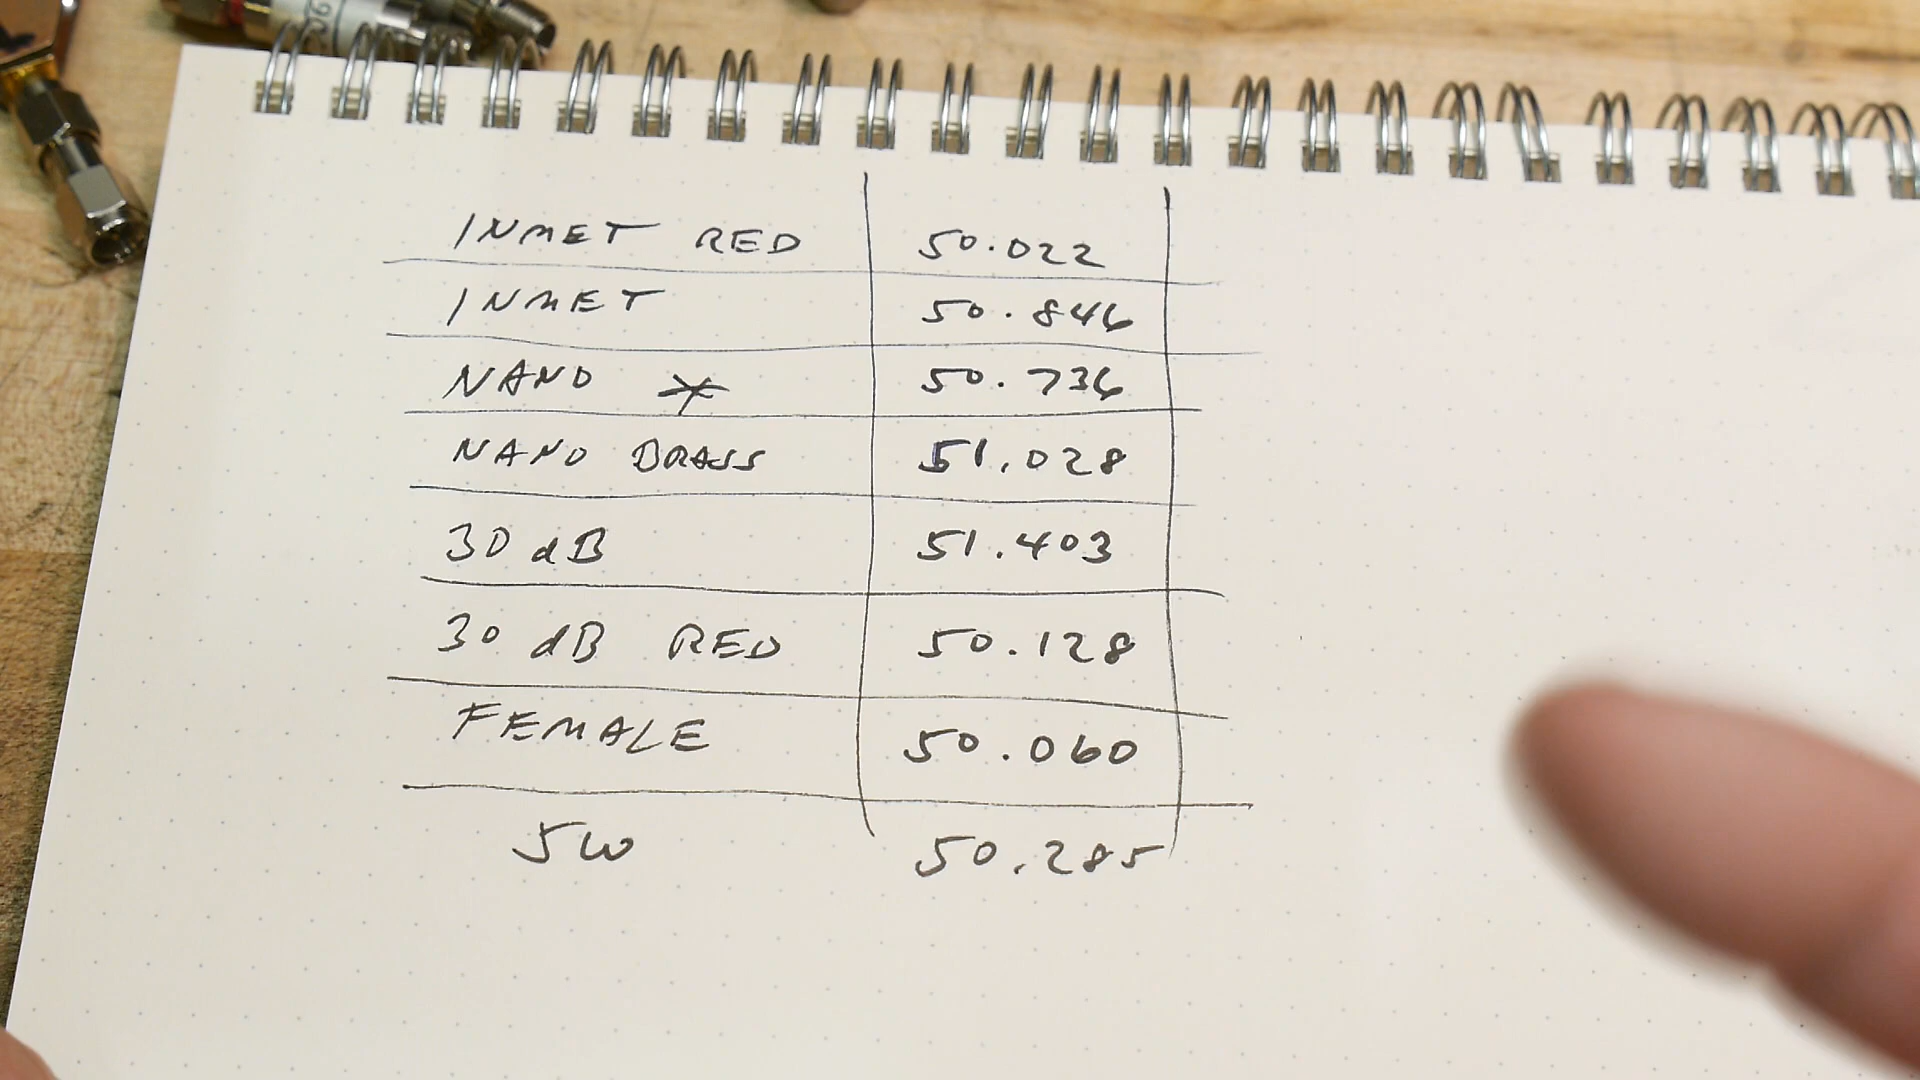 INMET RED 50.022
INMET 50.846
NANO * 50.736
NANO BRASS 51.028
30 dB 51.403
30 dB RED 50.128
FEMALE 50.060
5W 50.285